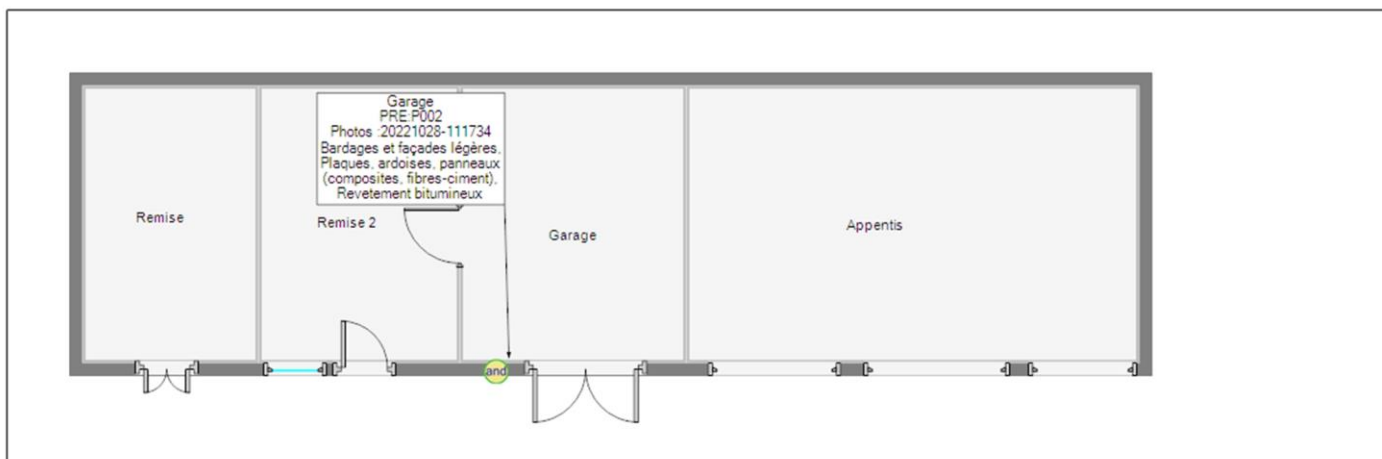 Garage
PRE:P002
Photos :20221028-111734
Bardages et façades légères,
Plaques, ardoises, panneaux
(composites, fibres-ciment),
Revetement bitumineux
Remise
Remise 2
Garage
Appentis
and